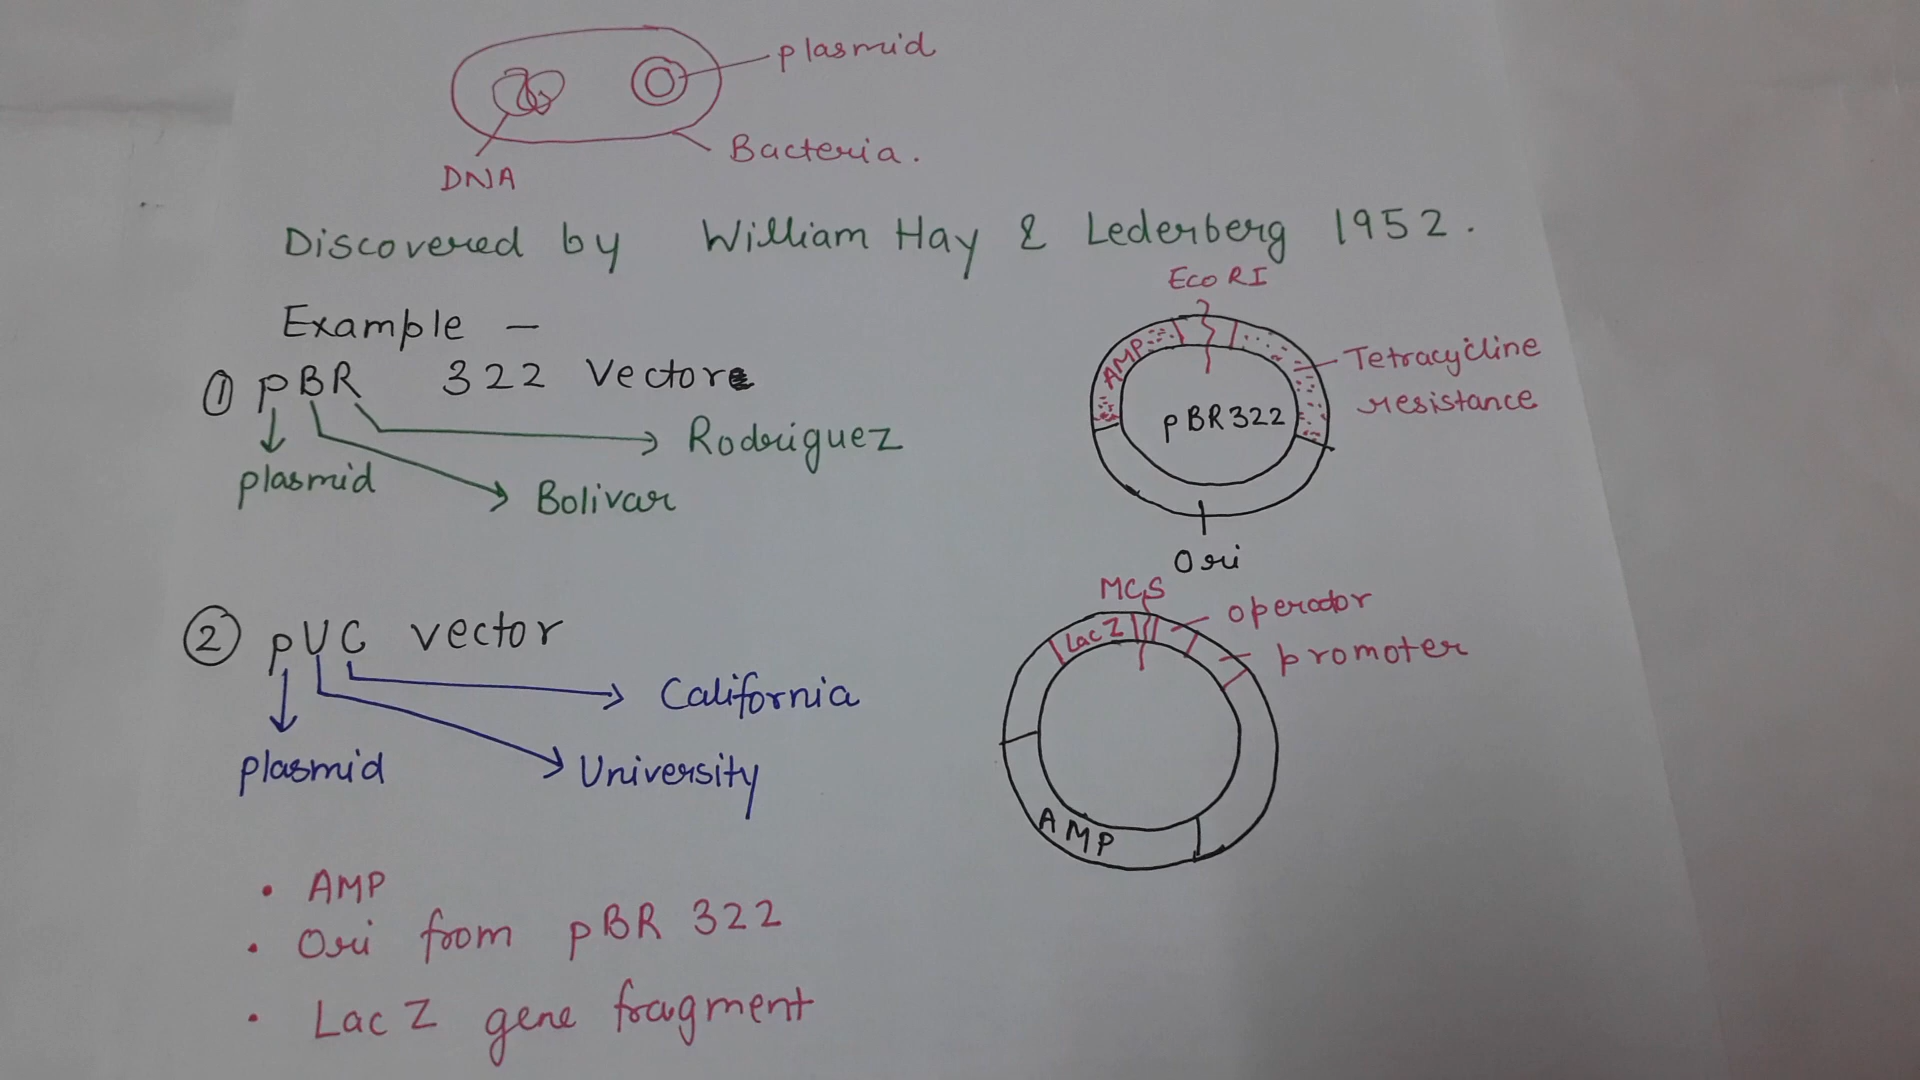 plasmid
Bacteria.
DNA
Discovered by William Hay & Lederberg 1952.
Example -
① pBR 322 Vector
plasmid
Bolivar
Rodriguez
EcoRI
AMP
Tetracycline
resistance
pBR322
Ori
② pUC vector
plasmid
University
California
MCS
Lac Z
operator
promoter
AMP
• AMP
• Ori from pBR 322
• Lac Z gene fragment